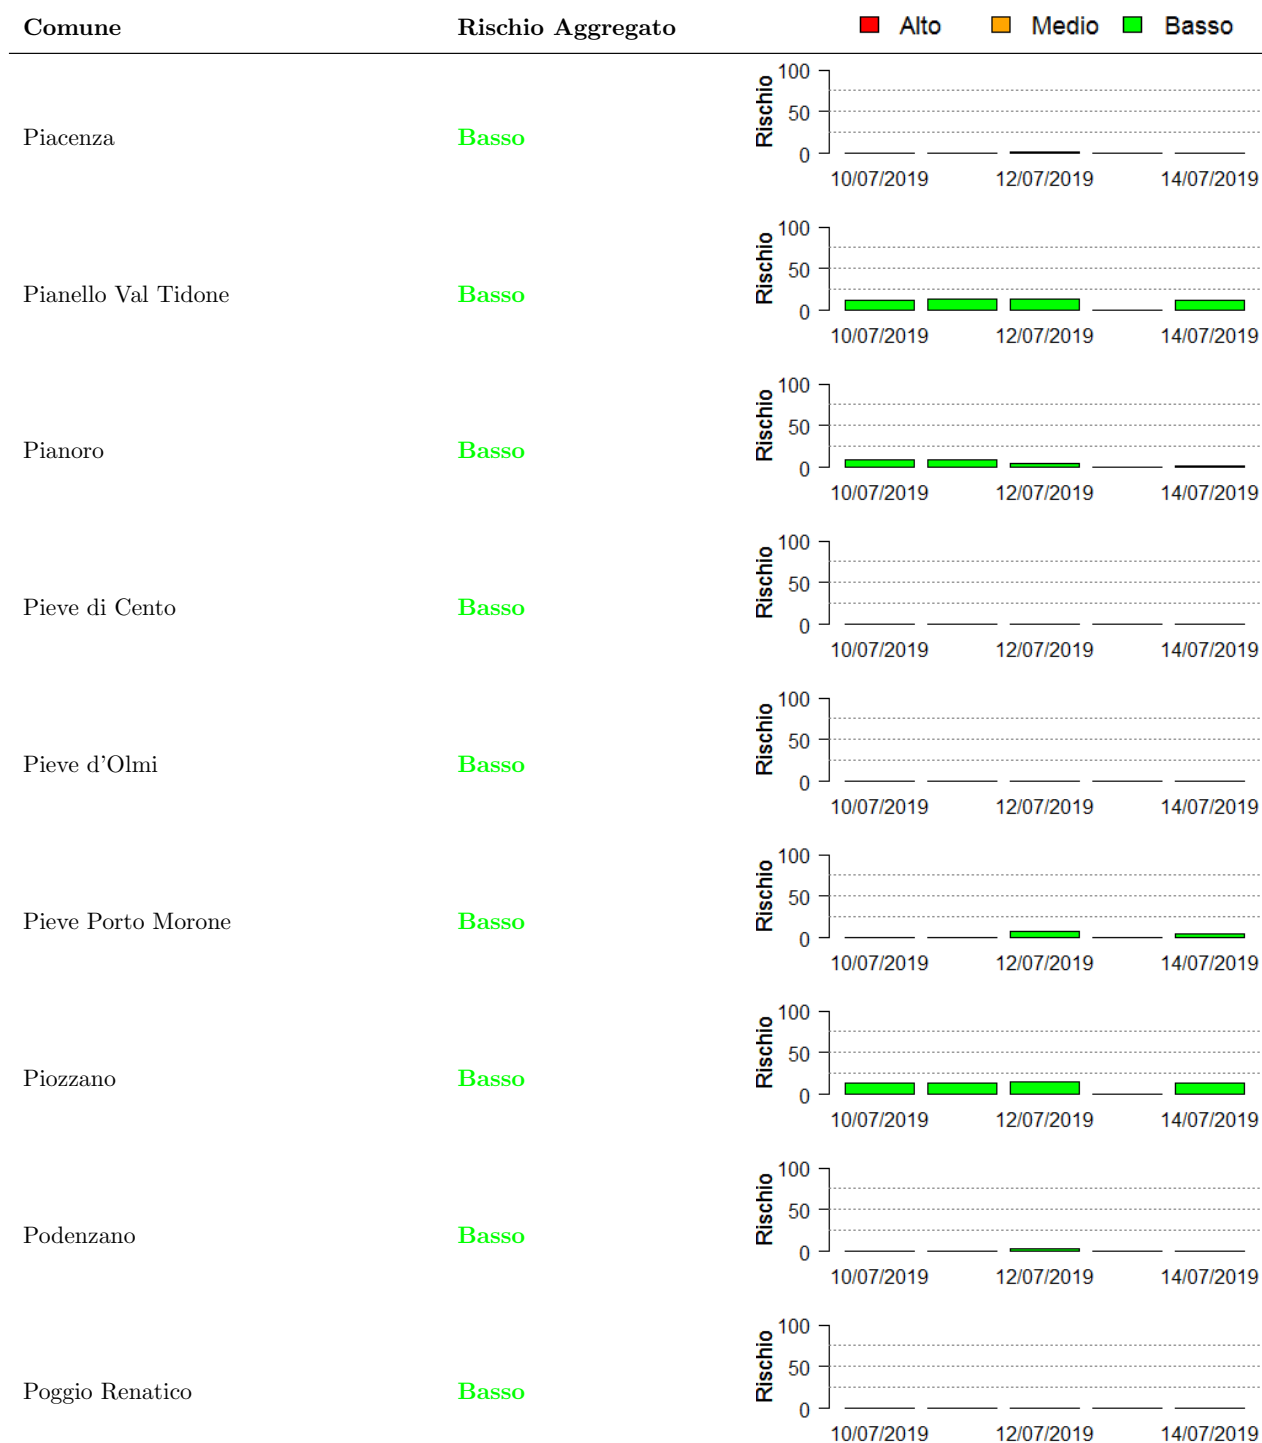 Comune Rischio Aggregato Alto Medio Basso
Piacenza Basso
Rischio
100
50
0
10/07/2019 12/07/2019 14/07/2019
Pianello Val Tidone Basso
Rischio
100
50
0
10/07/2019 12/07/2019 14/07/2019
Pianoro Basso
Rischio
100
50
0
10/07/2019 12/07/2019 14/07/2019
Pieve di Cento Basso
Rischio
100
50
0
10/07/2019 12/07/2019 14/07/2019
Pieve d'Olmi Basso
Rischio
100
50
0
10/07/2019 12/07/2019 14/07/2019
Pieve Porto Morone Basso
Rischio
100
50
0
10/07/2019 12/07/2019 14/07/2019
Piozzano Basso
Rischio
100
50
0
10/07/2019 12/07/2019 14/07/2019
Podenzano Basso
Rischio
100
50
0
10/07/2019 12/07/2019 14/07/2019
Poggio Renatico Basso
Rischio
100
50
0
10/07/2019 12/07/2019 14/07/2019